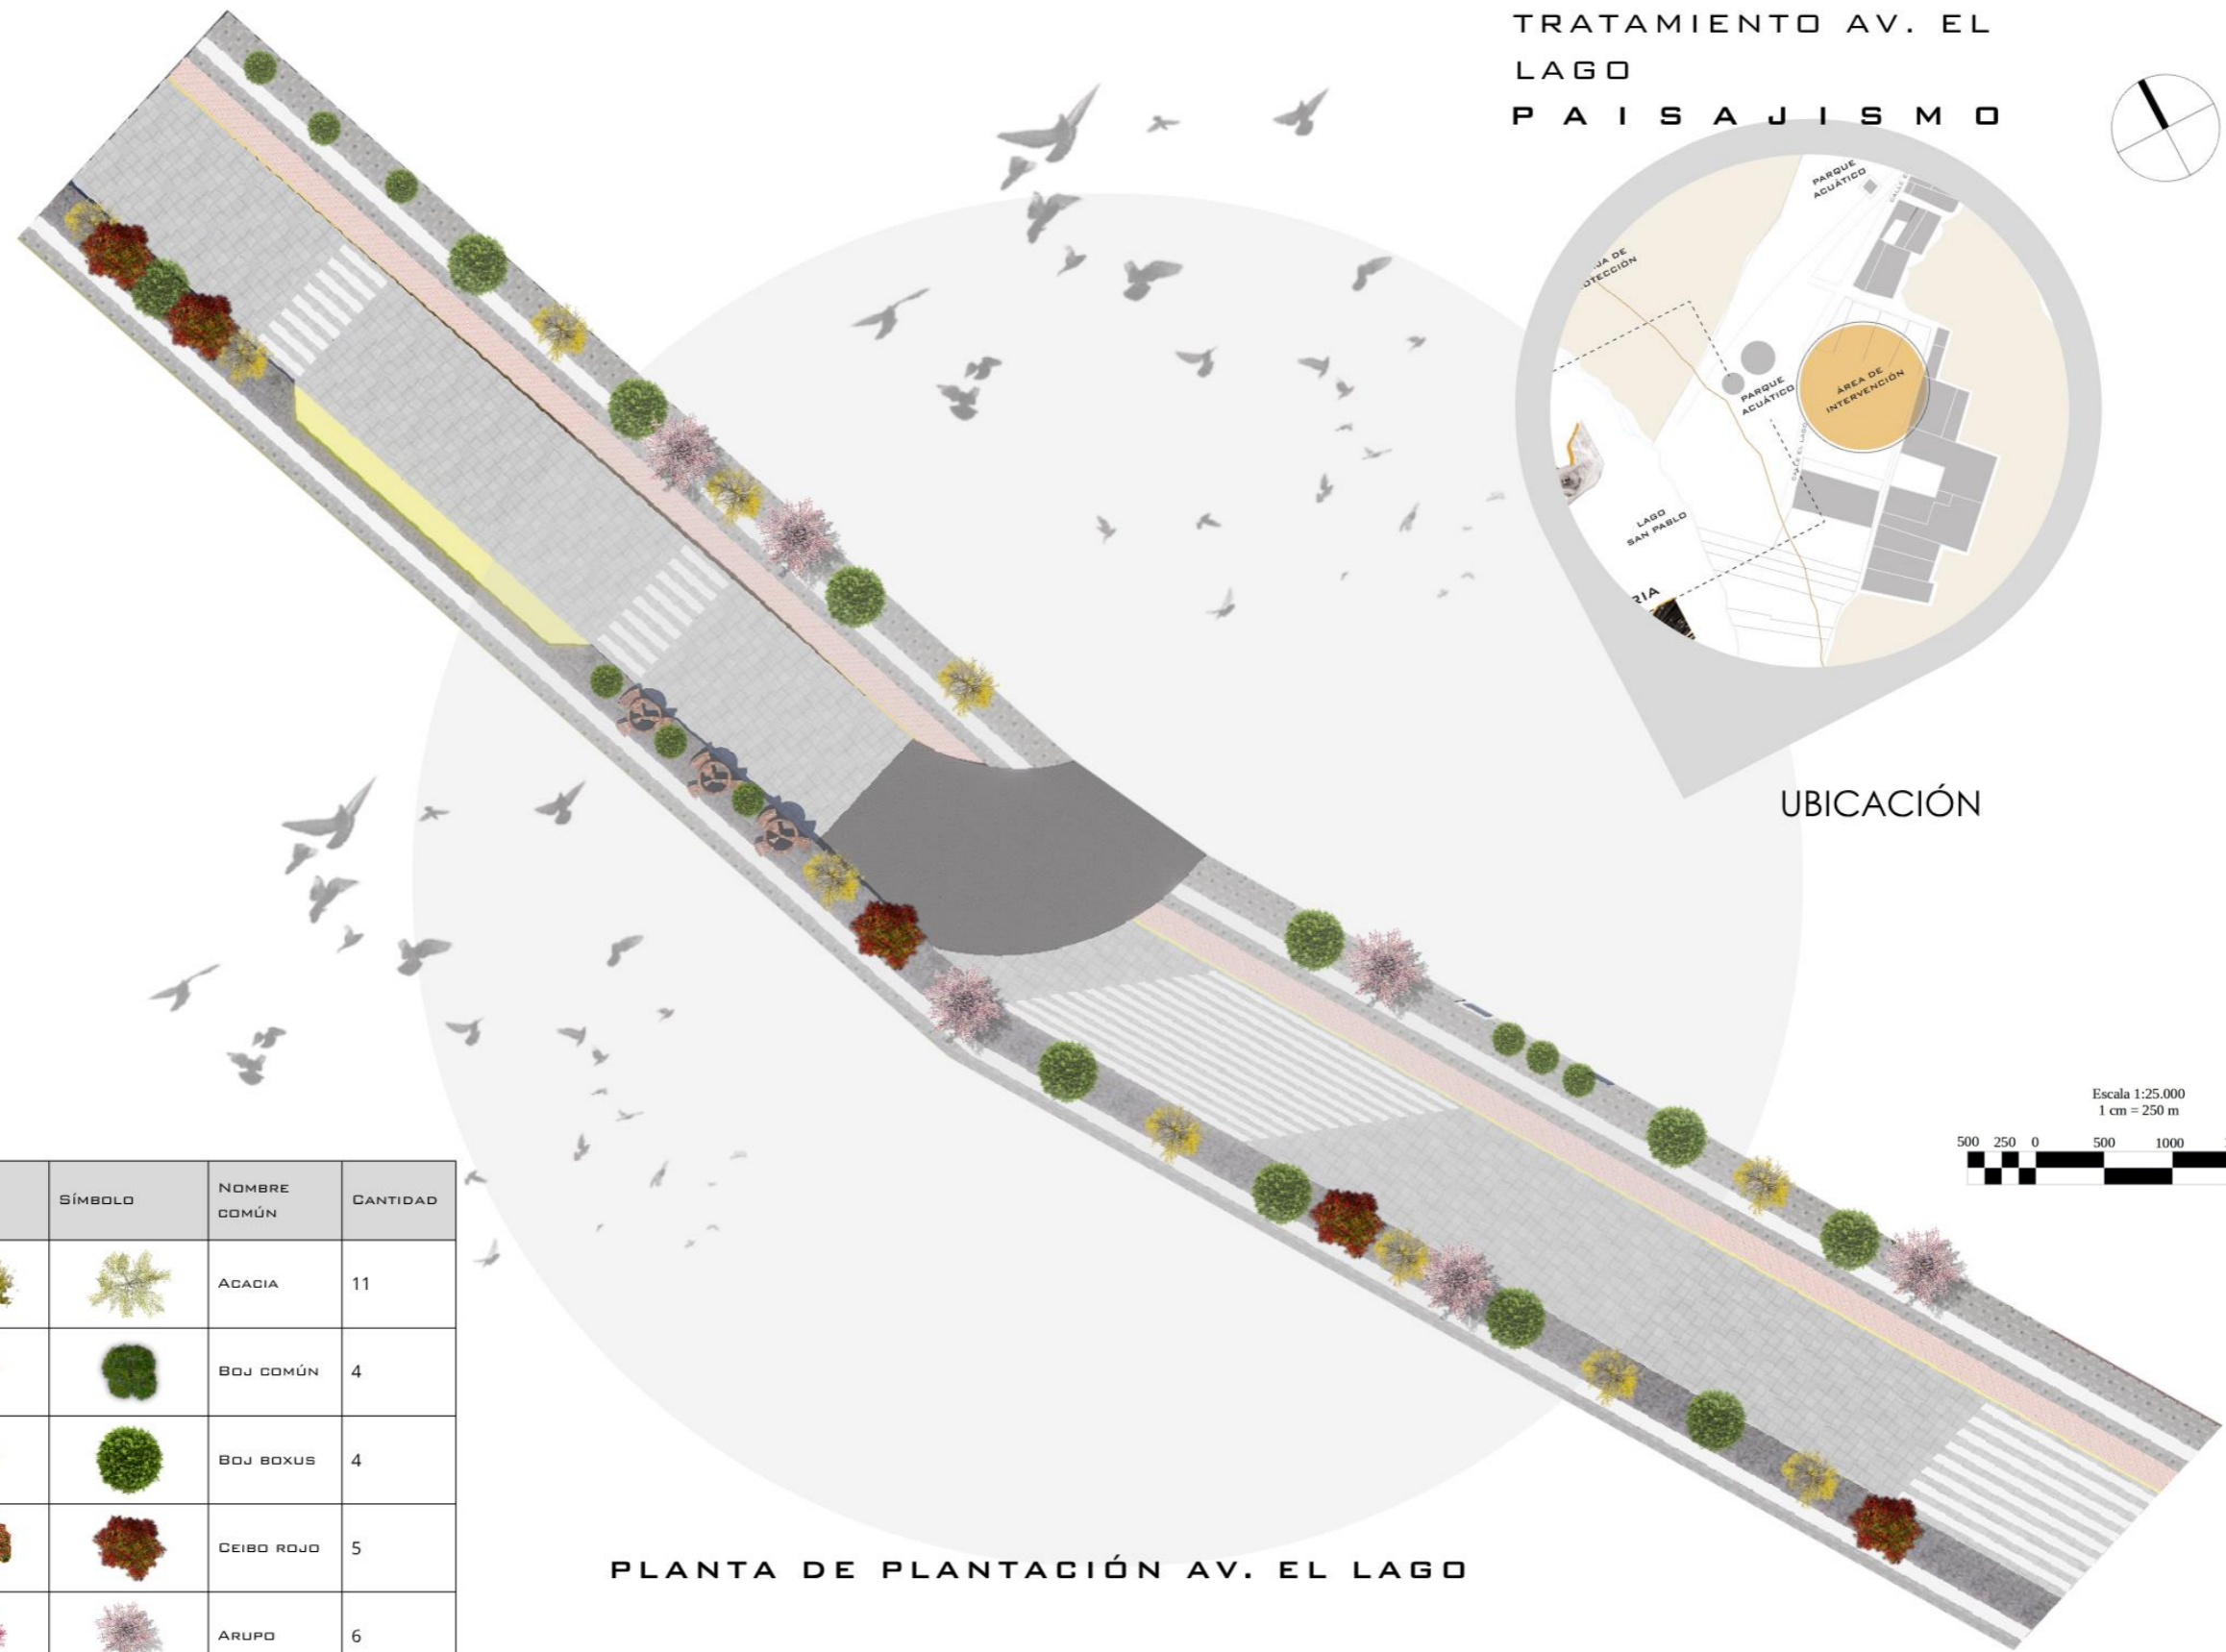 TRATAMIENTO AV. EL
LAGO
PAISAJISMO
PARQUE
ACUÁTICO
PARQUE
ACUÁTICO
ÁREA DE
INTERVENCIÓN
LAGO
SAN PABLO
UBICACIÓN
Escala 1:25.000
1 cm = 250 m
500 250 0 500 1000
SÍMBOLO
NOMBRE
COMÚN
CANTIDAD
ACACIA 11
BOJ COMÚN 4
BOJ BOXUS 4
CEIBO ROJO 5
ARUPO 6
PLANTA DE PLANTACIÓN AV. EL LAGO